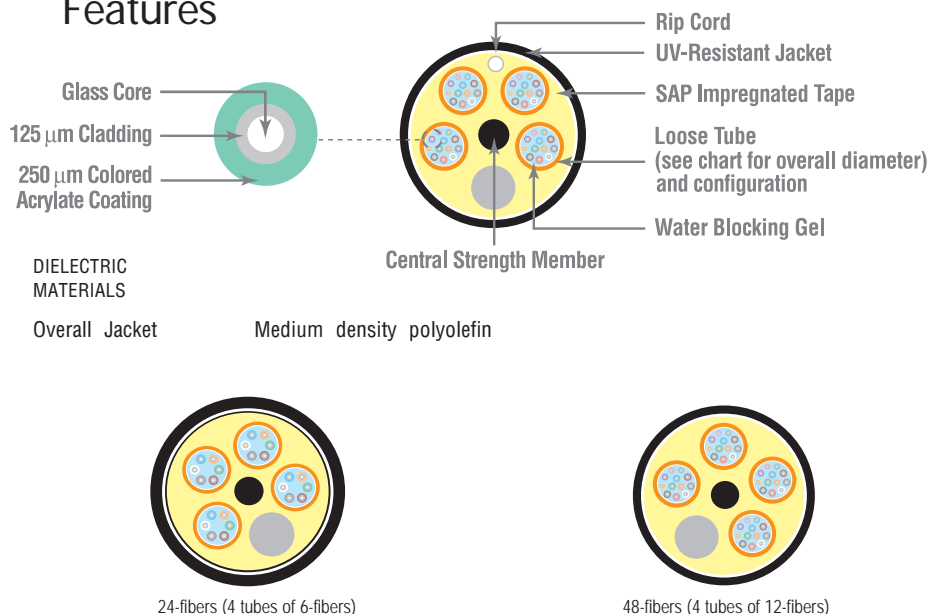 Features
Rip Cord
UV-Resistant Jacket
Glass Core
SAP Impregnated Tape
125 μm Cladding
Loose Tube
(see chart for overall diameter)
and configuration
250 μm Colored
Acrylate Coating
Water Blocking Gel
Central Strength Member
DIELECTRIC
MATERIALS
Overall Jacket Medium density polyolefin
24-fibers (4 tubes of 6-fibers)
48-fibers (4 tubes of 12-fibers)